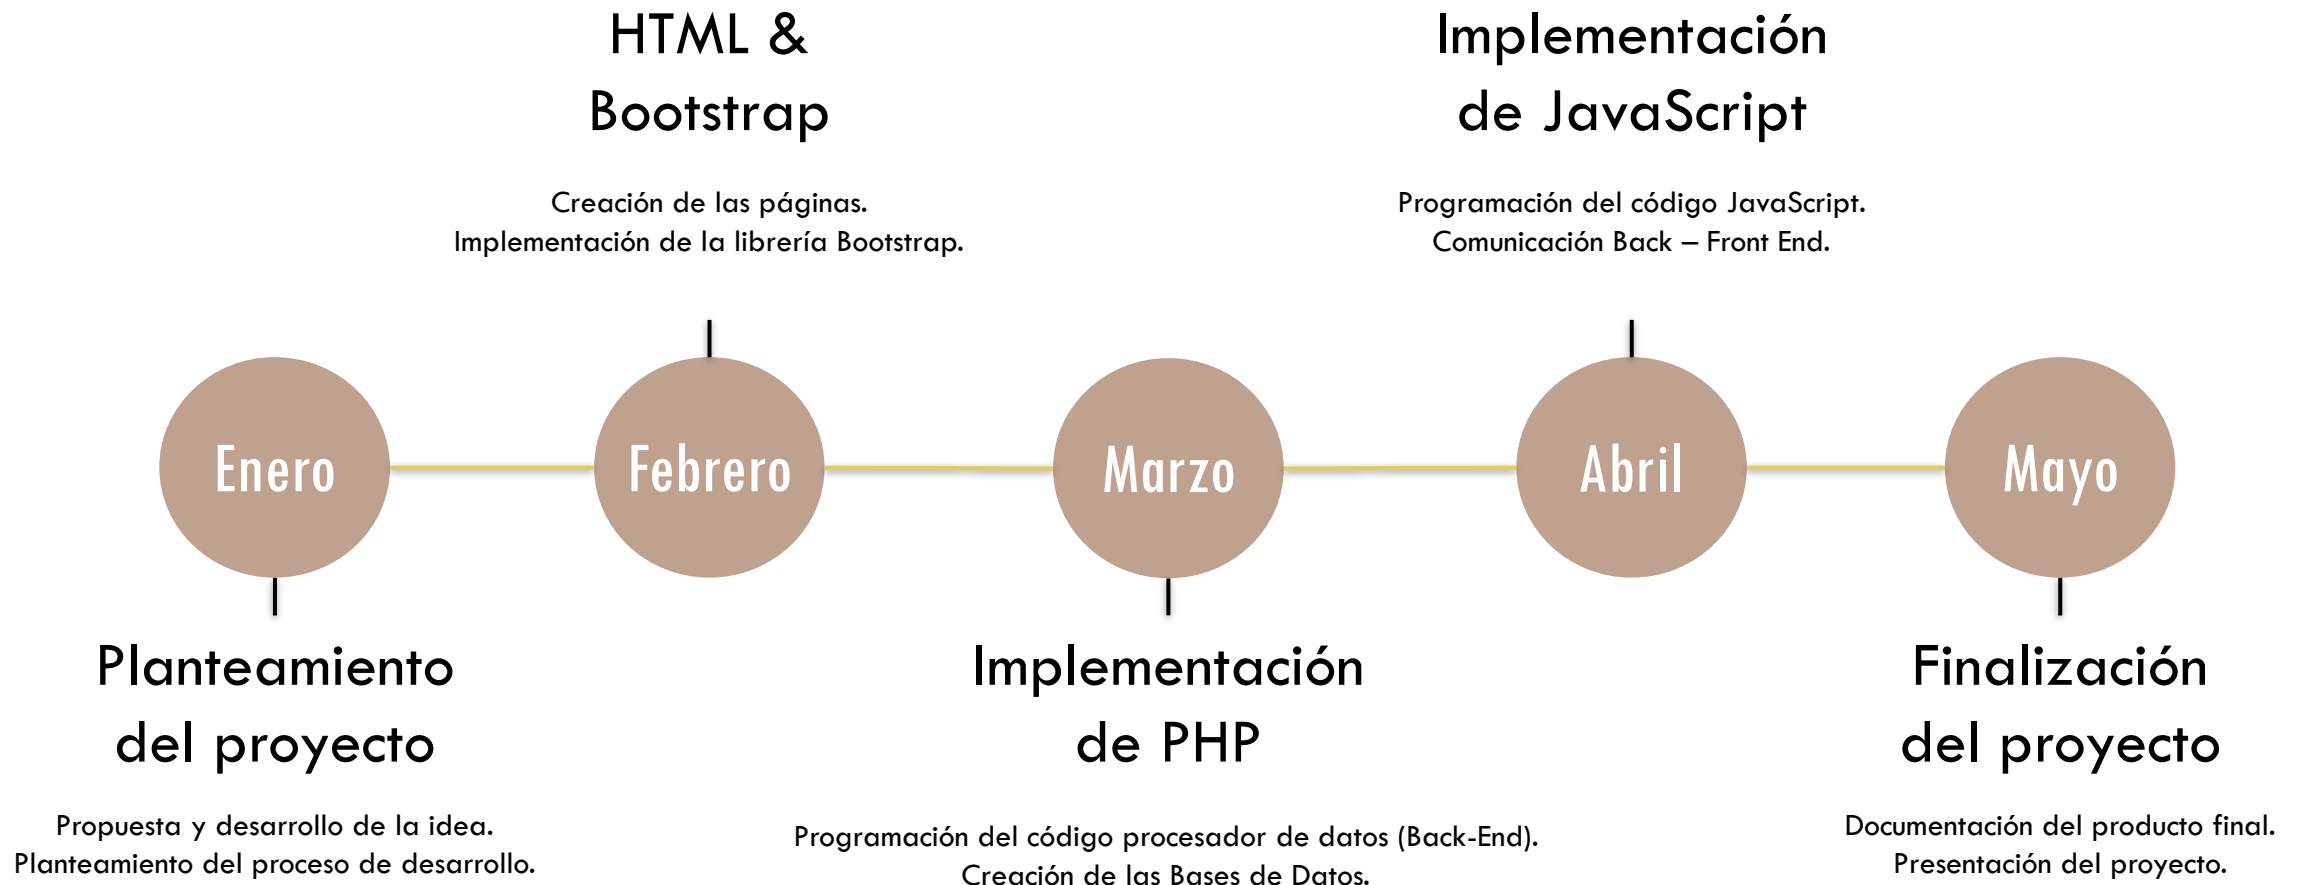 HTML &
Bootstrap
Creación de las páginas.
Implementación de la librería Bootstrap.
Implementación
de JavaScript
Programación del código JavaScript.
Comunicación Back – Front End.
Enero
Febrero
Marzo
Abril
Mayo
Planteamiento
del proyecto
Propuesta y desarrollo de la idea.
Planteamiento del proceso de desarrollo.
Implementación
de PHP
Programación del código procesador de datos (Back-End).
Creación de las Bases de Datos.
Finalización
del proyecto
Documentación del producto final.
Presentación del proyecto.